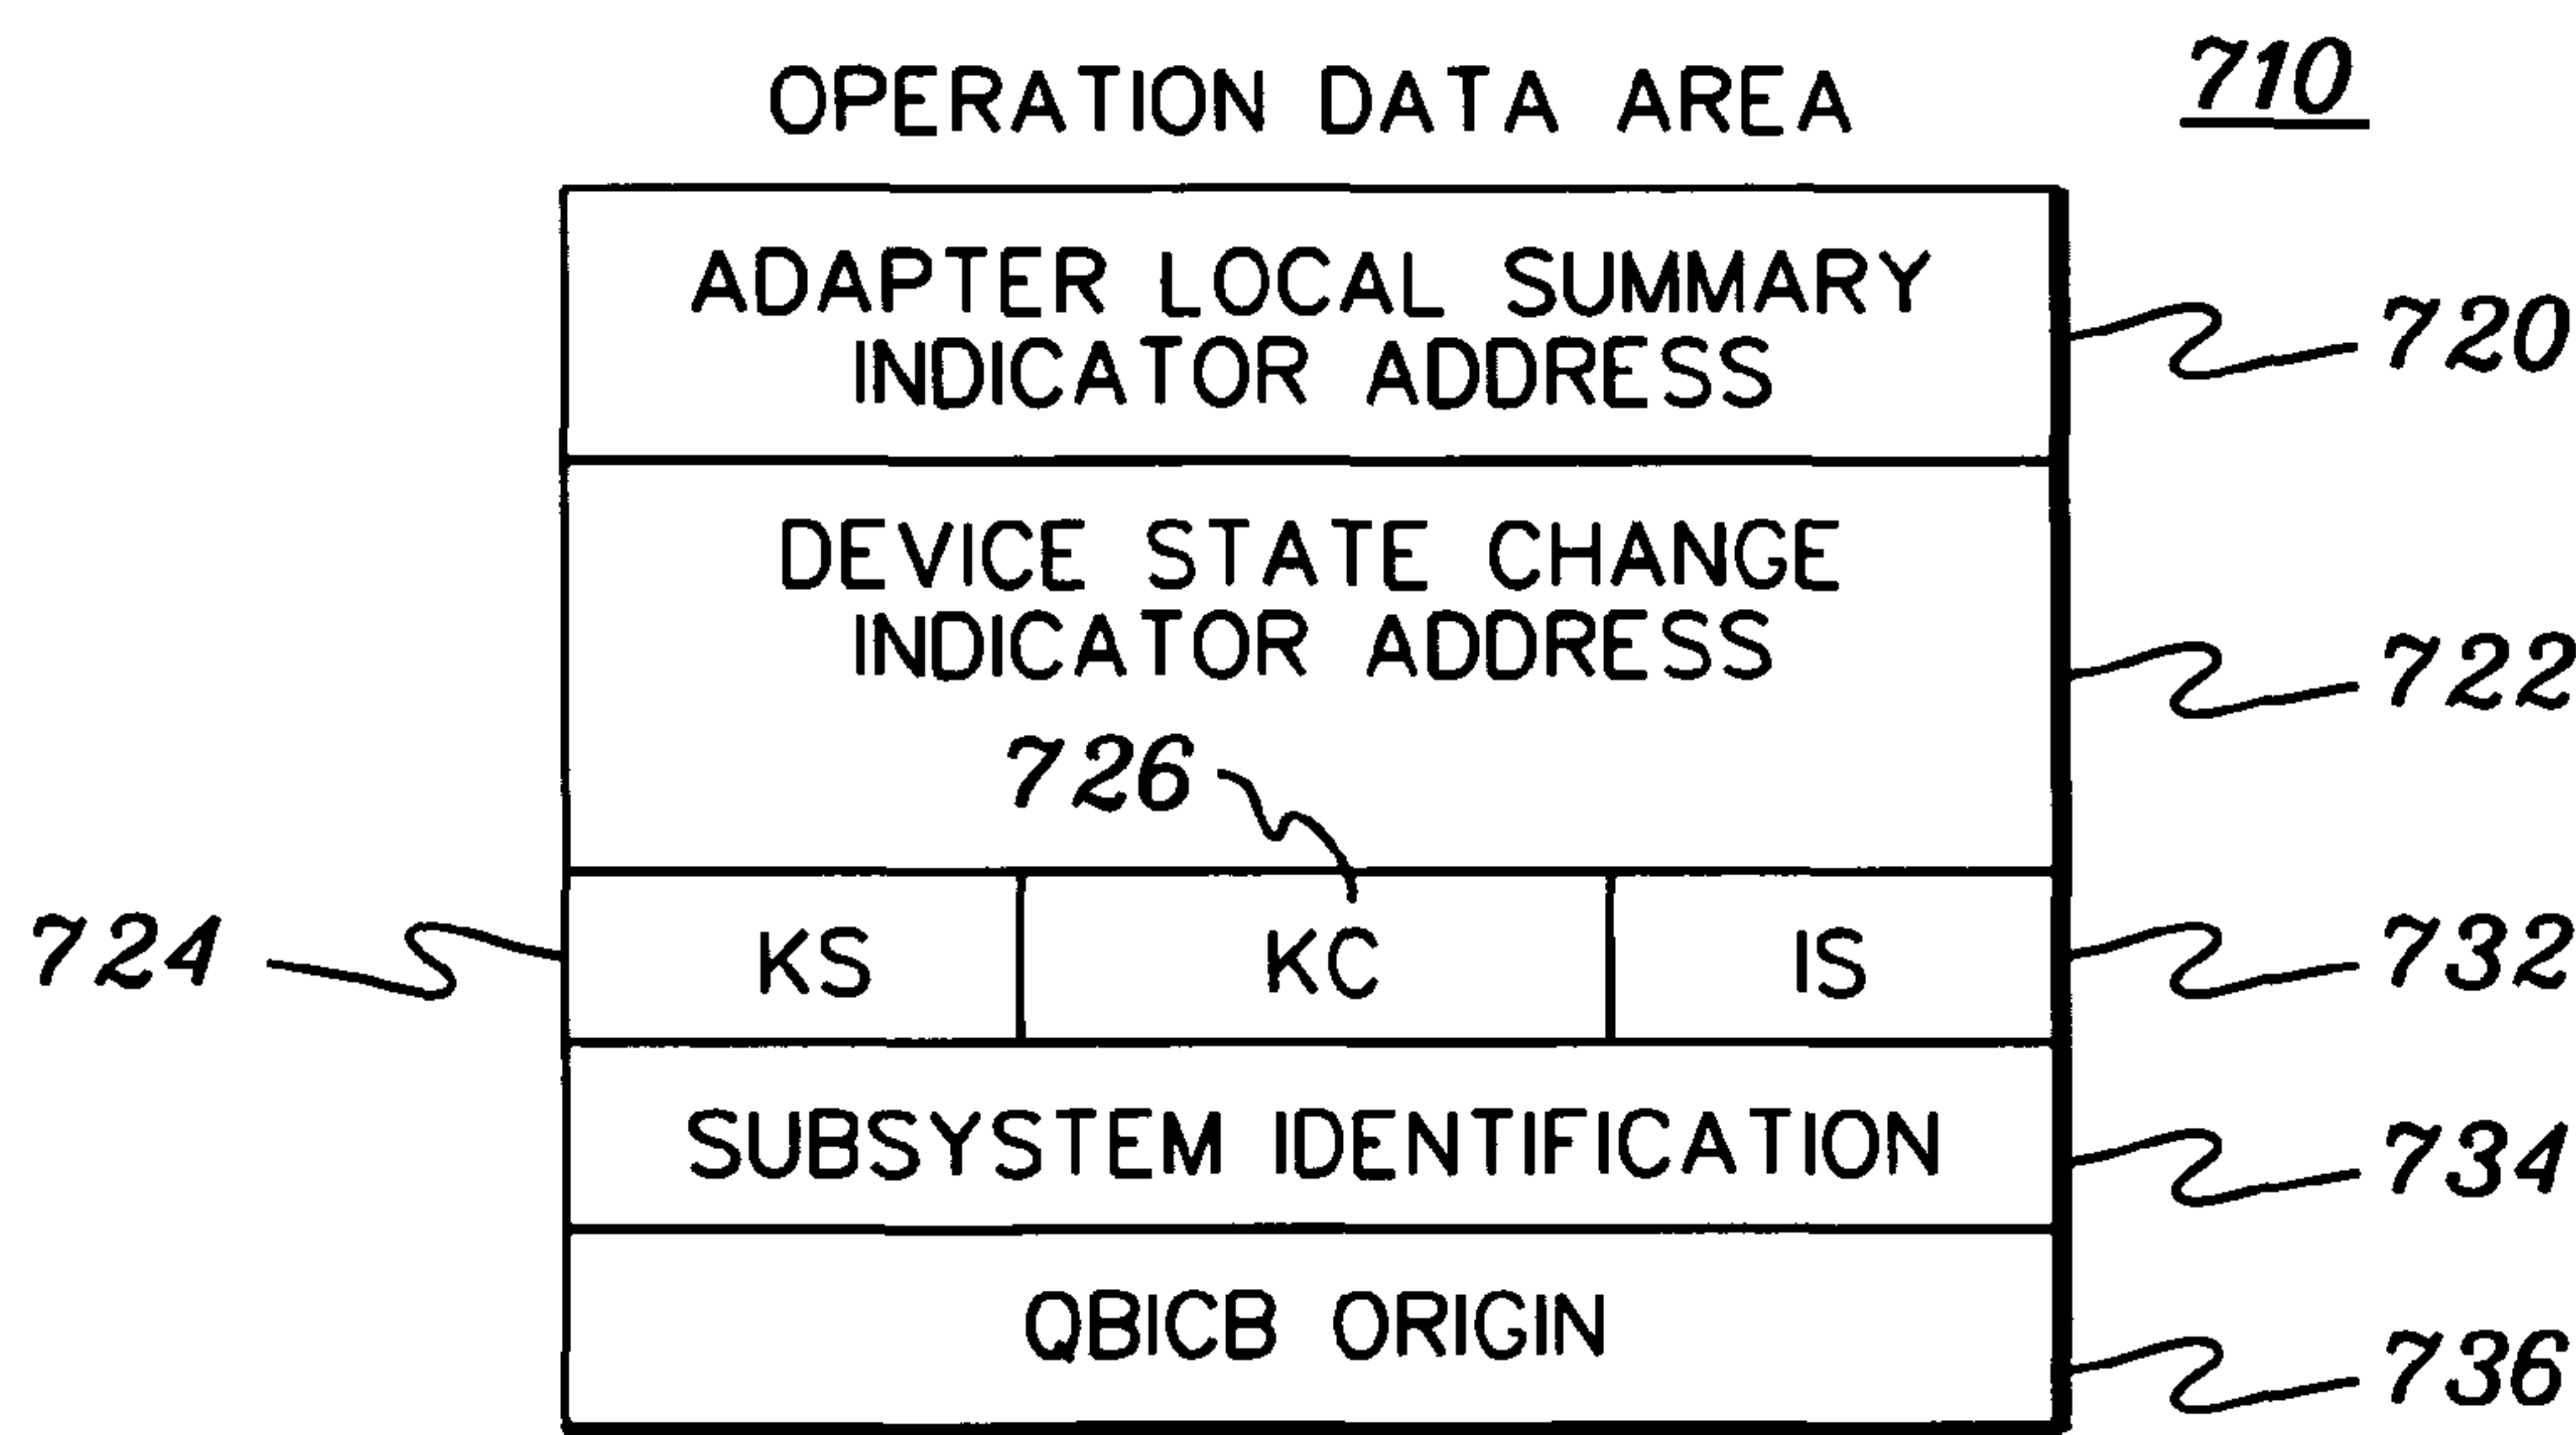 OPERATION DATA AREA
710
ADAPTER LOCAL SUMMARY
INDICATOR ADDRESS
720
DEVICE STATE CHANGE
INDICATOR ADDRESS
722
726
724
KS
KC
IS
732
SUBSYSTEM IDENTIFICATION
734
QBICB ORIGIN
736